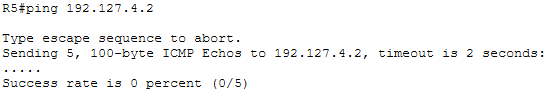 R5#ping 192.127.4.2
Type escape sequence to abort.
Sending 5, 100-byte ICMP Echos to 192.127.4.2, timeout is 2 seconds:
.....
Success rate is 0 percent (0/5)